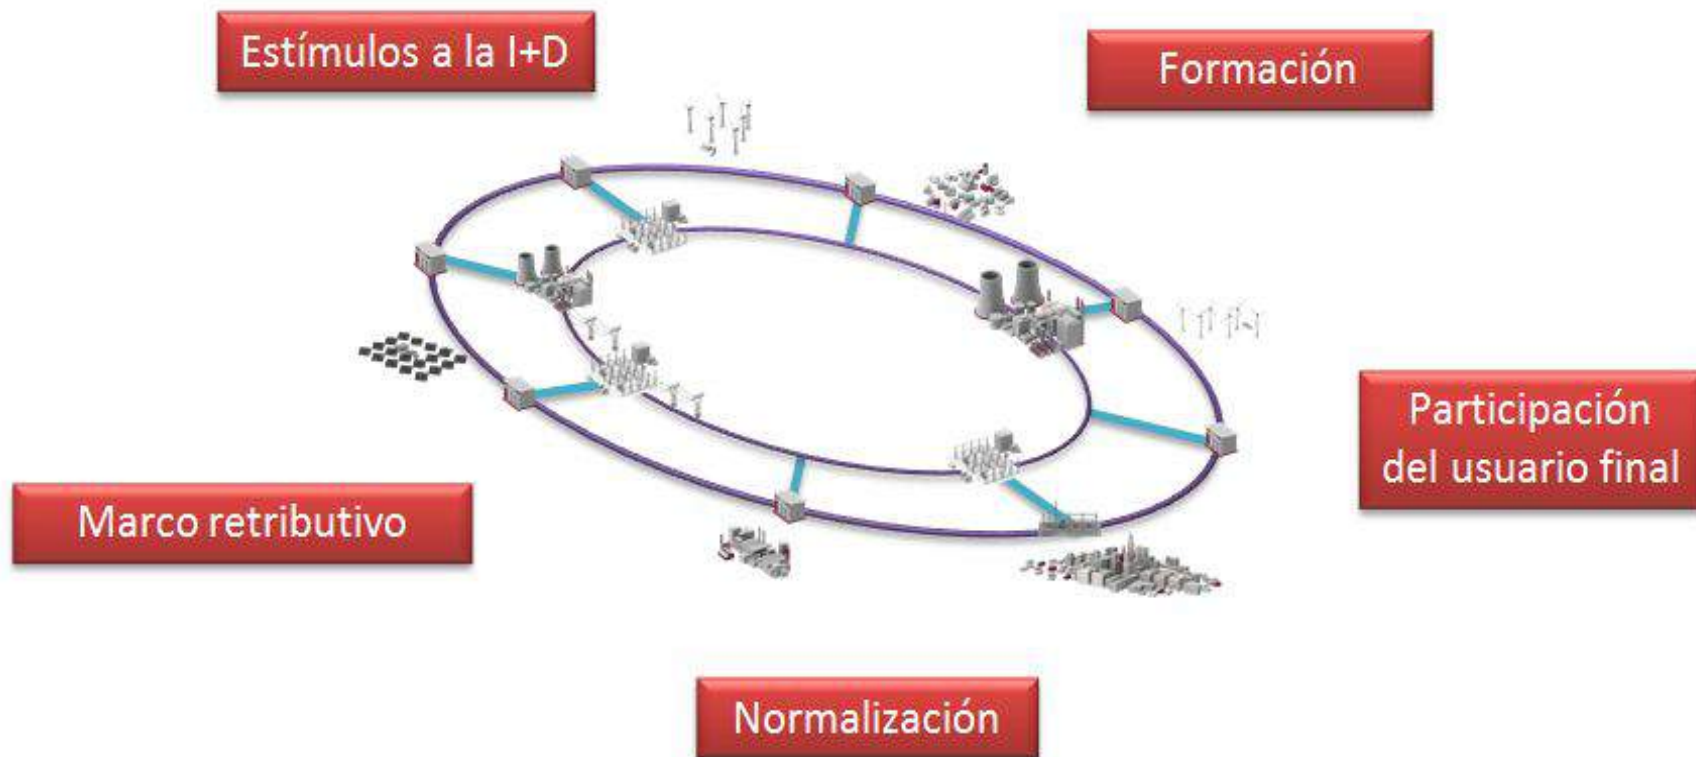 Estímulos a la I+D
Formación
Participación
del usuario final
Marco retributivo
Normalización